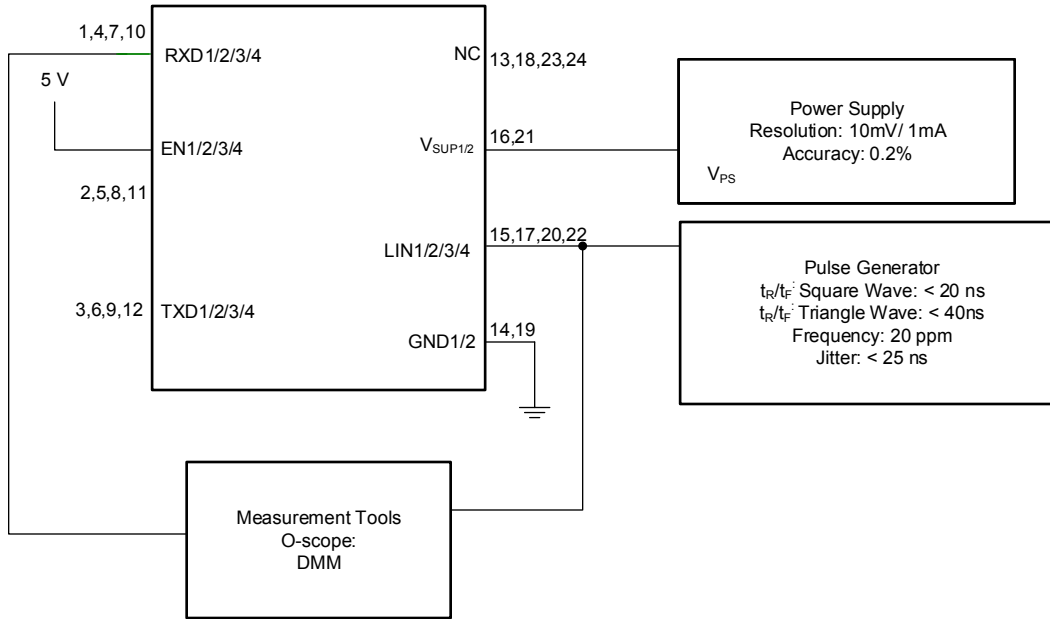 1,4,7,10
RXD1/2/3/4
5 V
EN1/2/3/4
2,5,8,11
3,6,9,12
TXD1/2/3/4
NC
13,18,23,24
VSUP1/2
16,21
LIN1/2/3/4
15,17,20,22
GND1/2
14,19
Power Supply
Resolution: 10mV/ 1mA
Accuracy: 0.2%
VPS
Pulse Generator
tR/tF: Square Wave: < 20 ns
tR/tF: Triangle Wave: < 40ns
Frequency: 20 ppm
Jitter: < 25 ns
Measurement Tools
O-scope:
DMM